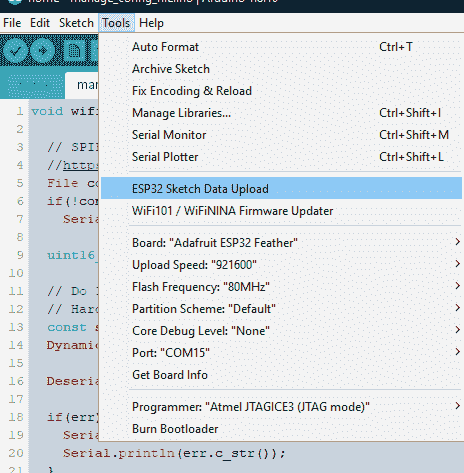 File Edit Sketch Tools Help
Auto Format Ctrl+T
Archive Sketch
Fix Encoding & Reload
Manage Libraries... Ctrl+Shift+I
Serial Monitor Ctrl+Shift+M
Serial Plotter Ctrl+Shift+L
ESP32 Sketch Data Upload
WiFi101 / WiFiNINA Firmware Updater
Board: "Adafruit ESP32 Feather"
Upload Speed: "921600"
Flash Frequency: "80MHz"
Partition Scheme: "Default"
Core Debug Level: "None"
Port: "COM15"
Get Board Info
Programmer: "Atmel JTAGICE3 (JTAG mode)"
Burn Bootloader
1 void wifi
2
3 // SPI
4 //http
5 File co
6 if(!con
7 Seria
8
9 uint16_
10
11 // Do
12 // Hard
13 const s
14 Dynamic
15
16 Deseria
17
18 if(err)
19 Seria
20 Serial.println(err.c_str());
21 }